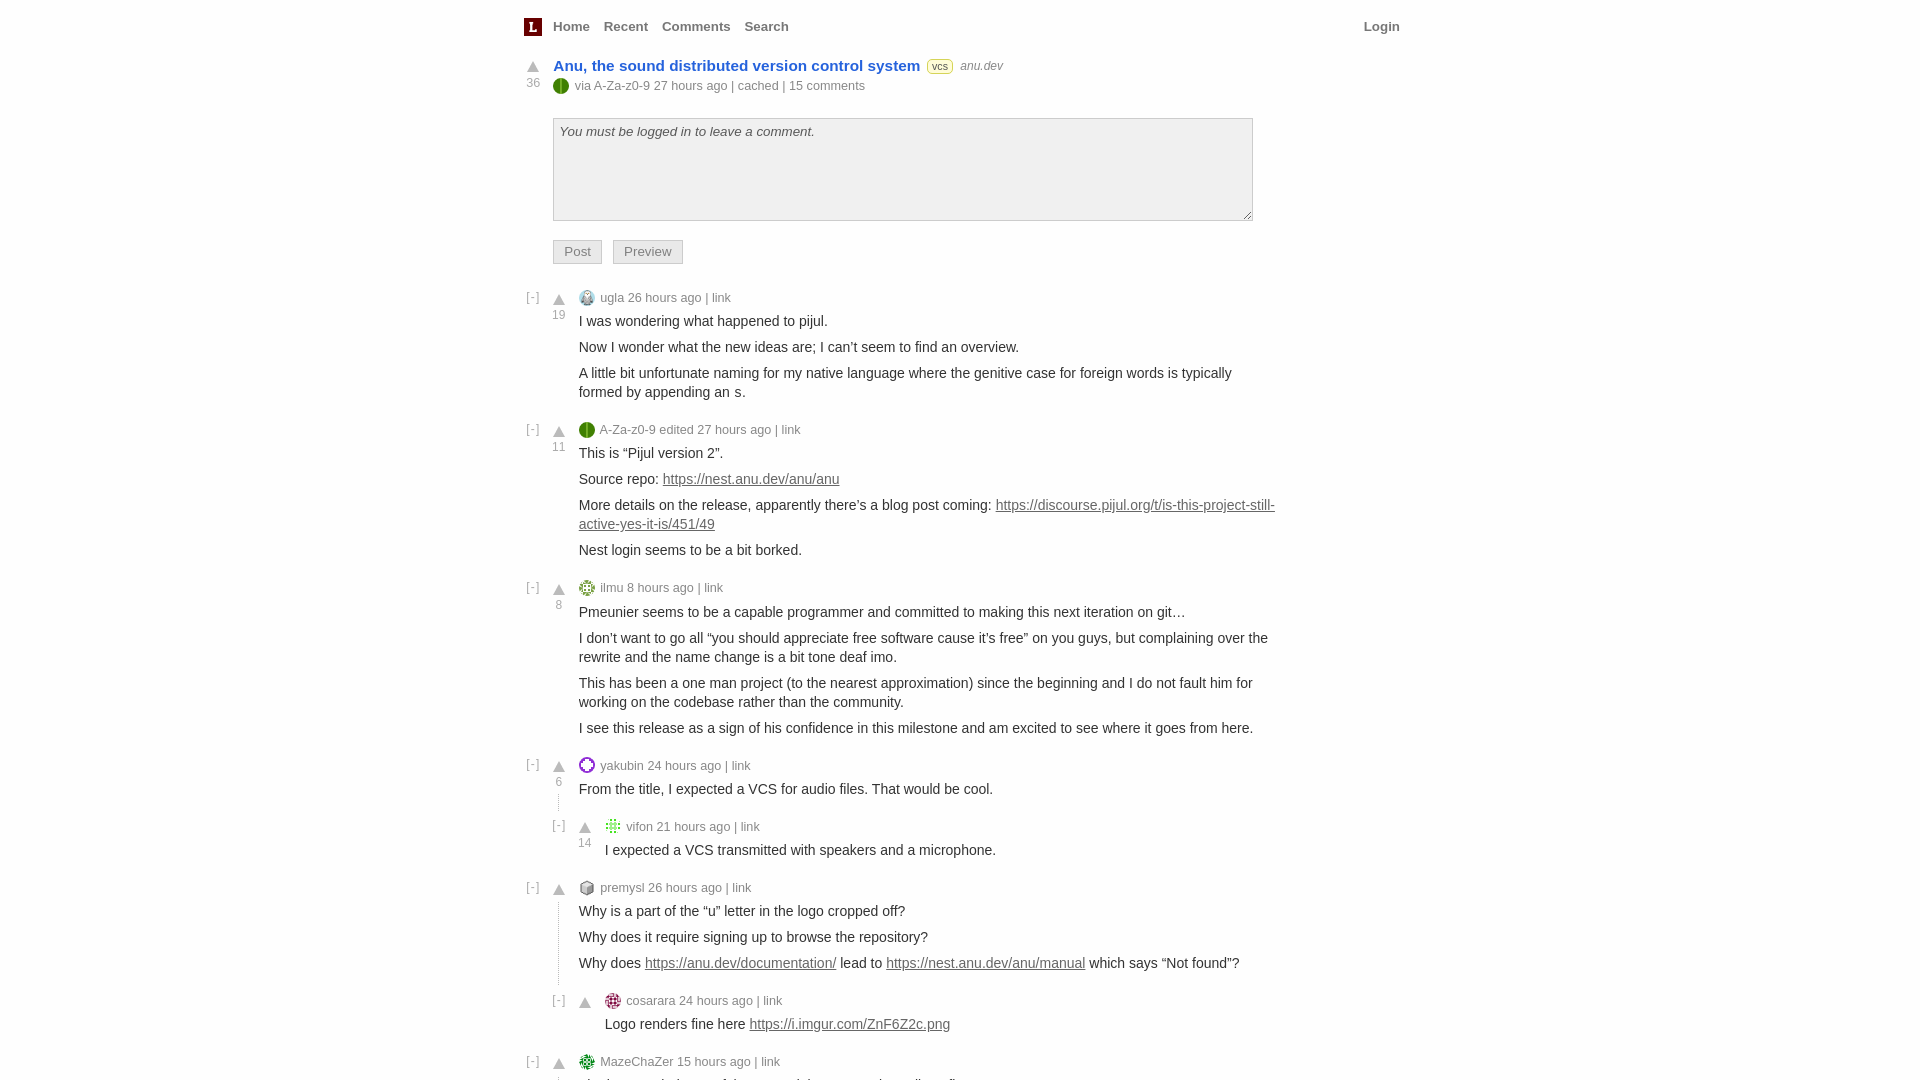 L Home Recent Comments Search Login
Anu, the sound distributed version control system vcs anu.dev
36 via A-Za-z0-9 27 hours ago | cached | 15 comments
You must be logged in to leave a comment.
Post Preview
[-] ugla 26 hours ago | link
19
I was wondering what happened to pijul.
Now I wonder what the new ideas are; I can’t seem to find an overview.
A little bit unfortunate naming for my native language where the genitive case for foreign words is typically
formed by appending an s.
[-] A-Za-z0-9 edited 27 hours ago | link
11
This is “Pijul version 2”.
Source repo: https://nest.anu.dev/anu/anu
More details on the release, apparently there’s a blog post coming: https://discourse.pijul.org/t/is-this-project-still-
active-yes-it-is/451/49
Nest login seems to be a bit borked.
[-] ilmu 8 hours ago | link
8
Pmeunier seems to be a capable programmer and committed to making this next iteration on git…
I don’t want to go all “you should appreciate free software cause it’s free” on you guys, but complaining over the
rewrite and the name change is a bit tone deaf imo.
This has been a one man project (to the nearest approximation) since the beginning and I do not fault him for
working on the codebase rather than the community.
I see this release as a sign of his confidence in this milestone and am excited to see where it goes from here.
[-] yakubin 24 hours ago | link
6
From the title, I expected a VCS for audio files. That would be cool.
[-] vifon 21 hours ago | link
14
I expected a VCS transmitted with speakers and a microphone.
[-] premysl 26 hours ago | link
Why is a part of the “u” letter in the logo cropped off?
Why does it require signing up to browse the repository?
Why does https://anu.dev/documentation/ lead to https://nest.anu.dev/anu/manual which says “Not found”?
[-] cosarara 24 hours ago | link
Logo renders fine here https://i.imgur.com/ZnF6Z2c.png
[-] MazeChaZer 15 hours ago | link